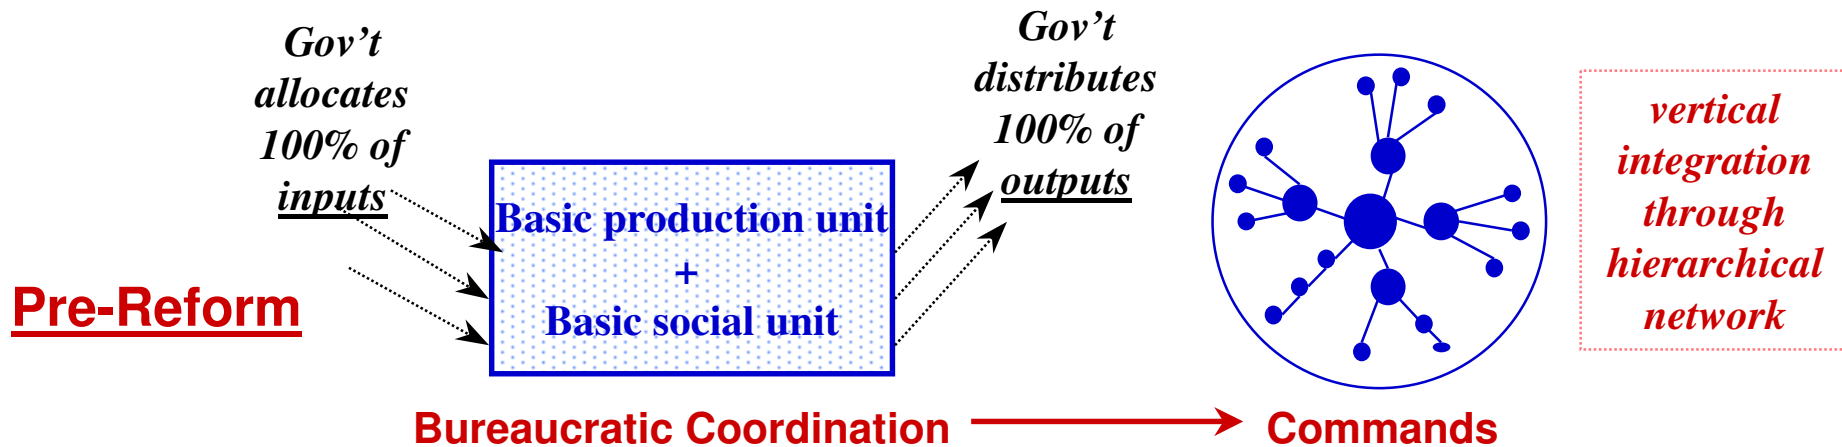 Pre-Reform
Gov’t
allocates
100% of
inputs
Basic production unit
+
Basic social unit
Gov’t
distributes
100% of
outputs
vertical
integration
through
hierarchical
network
Bureaucratic Coordination
Commands